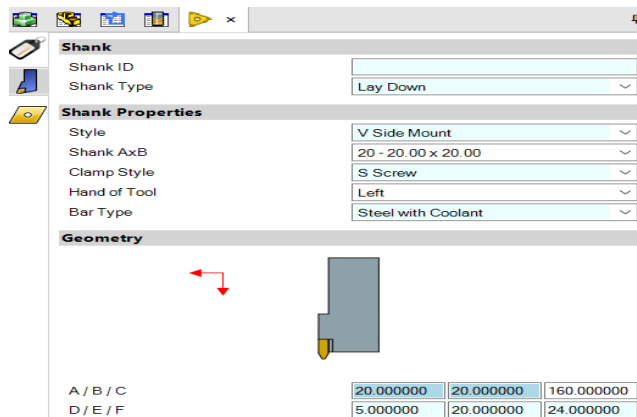 Shank
Shank ID
Shank Type Lay Down
Shank Properties
Style V Side Mount
Shank AxB 20 - 20.00 x 20.00
Clamp Style S Screw
Hand of Tool Left
Bar Type Steel with Coolant
Geometry
A / B / C 20.000000 20.000000 160.000000
D / E / F 5.000000 20.000000 24.000000